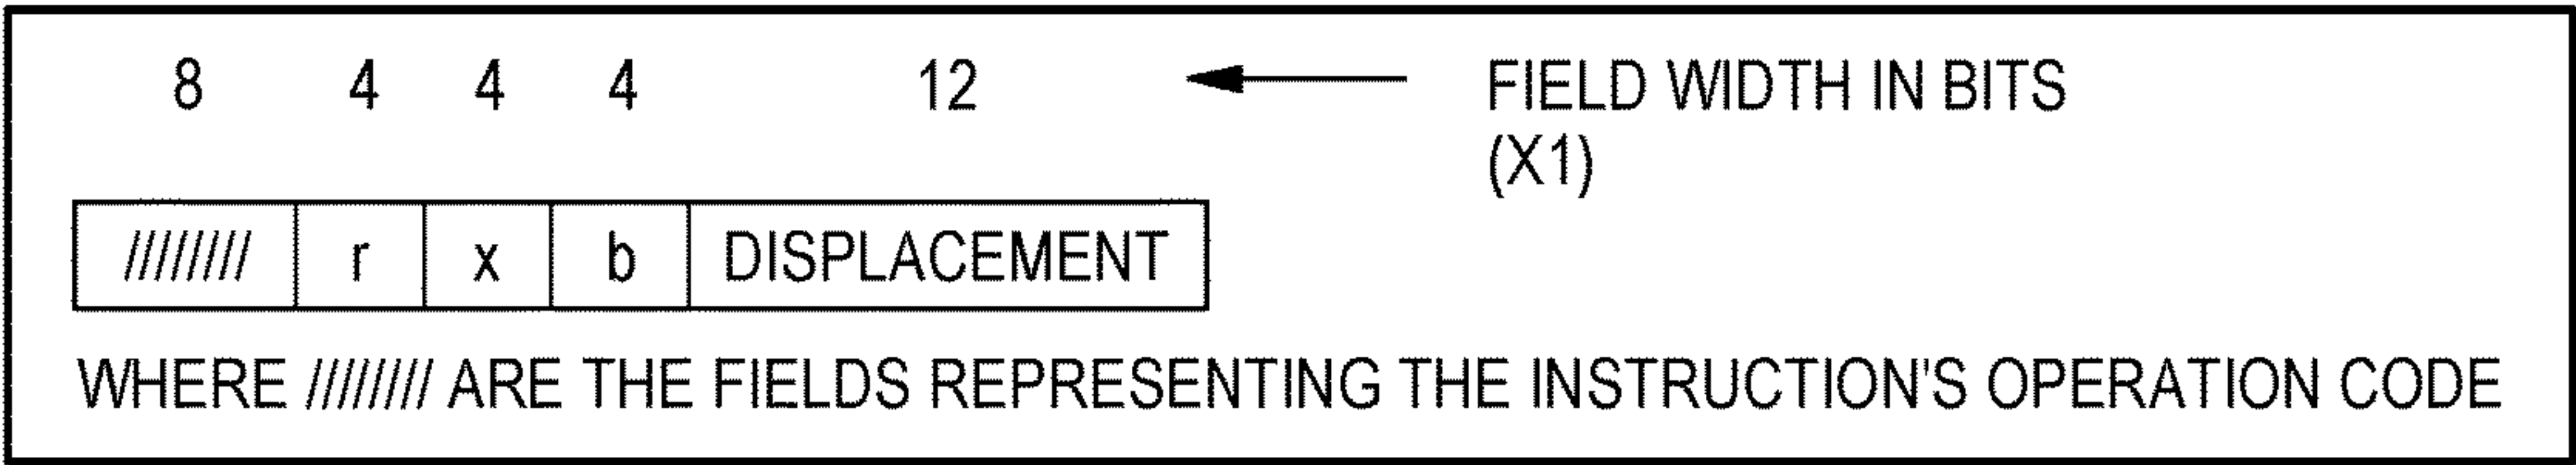 8 4 4 4 12 FIELD WIDTH IN BITS
(X1)
//////// r x b DISPLACEMENT
WHERE //////// ARE THE FIELDS REPRESENTING THE INSTRUCTION'S OPERATION CODE